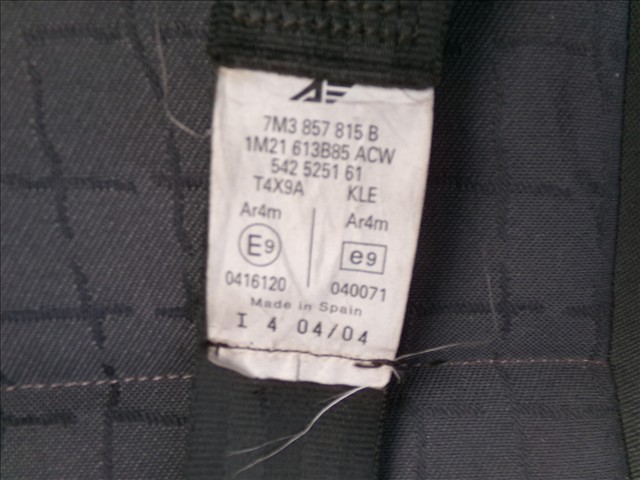 7M3 857 815 B
1M21 613B85 ACW
542 5251 61
T4X9A KLE
Ar4m Ar4m
E9 e9
0416120 040071
Made in Spain
I 4 04/04